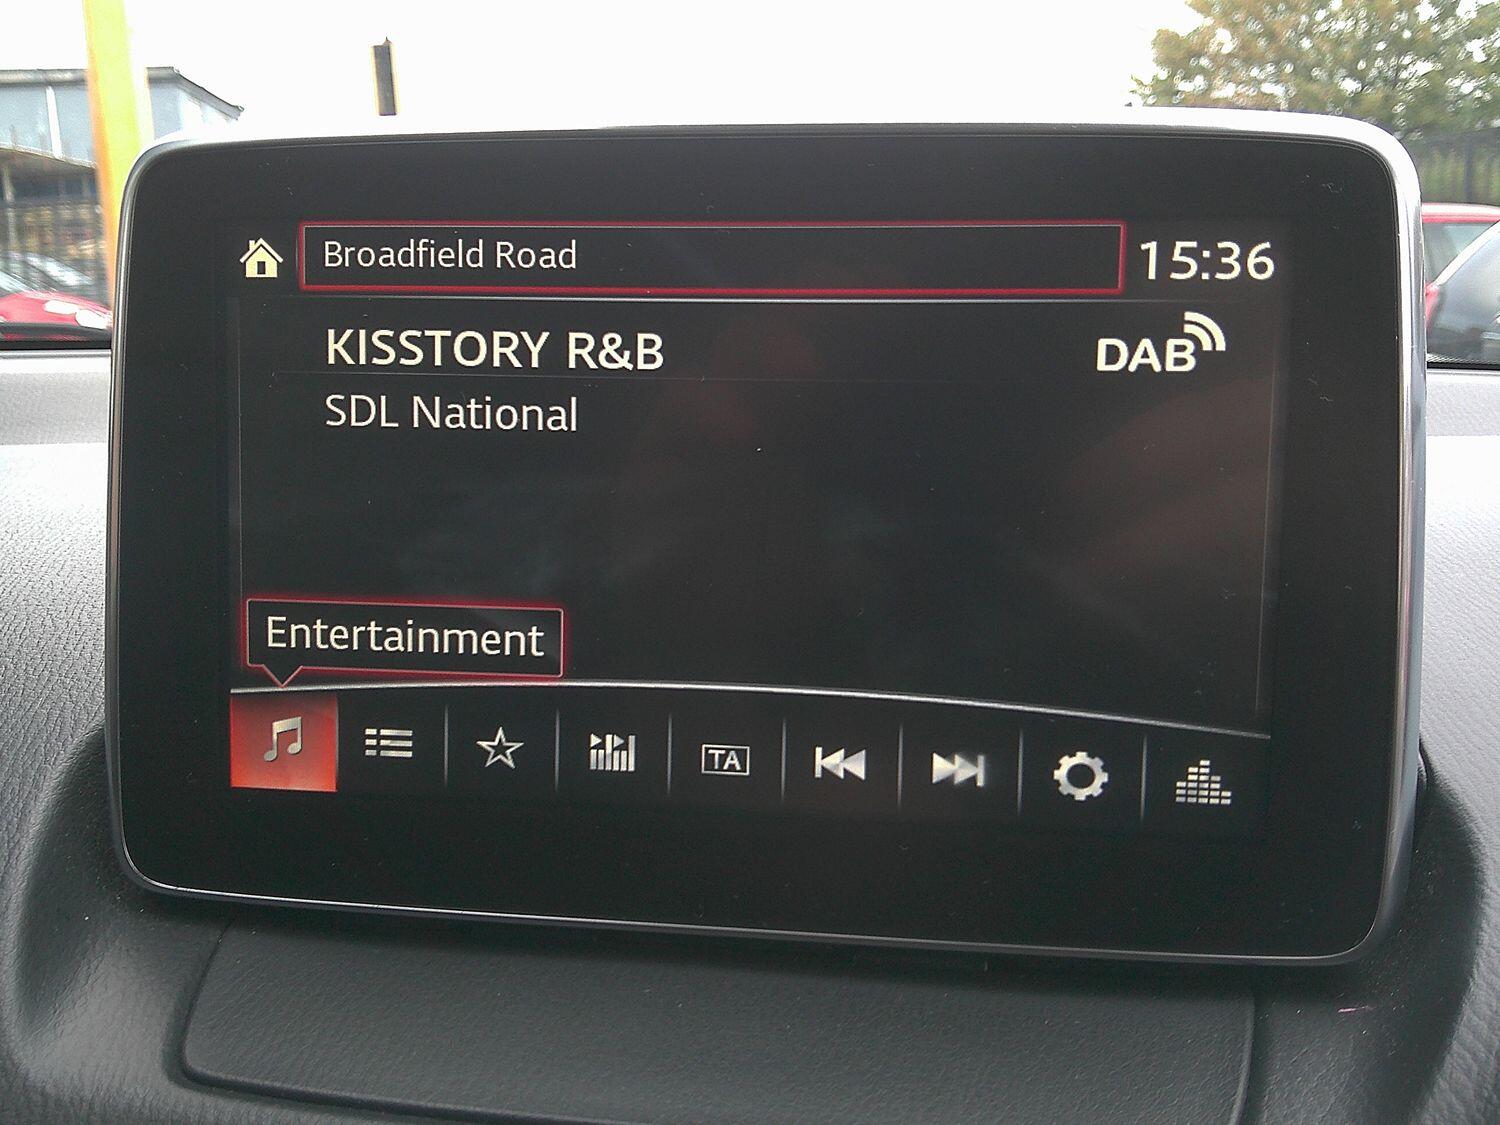 Broadfield Road
15:36
KISSTORY R&B
DAB
SDL National
Entertainment
TA